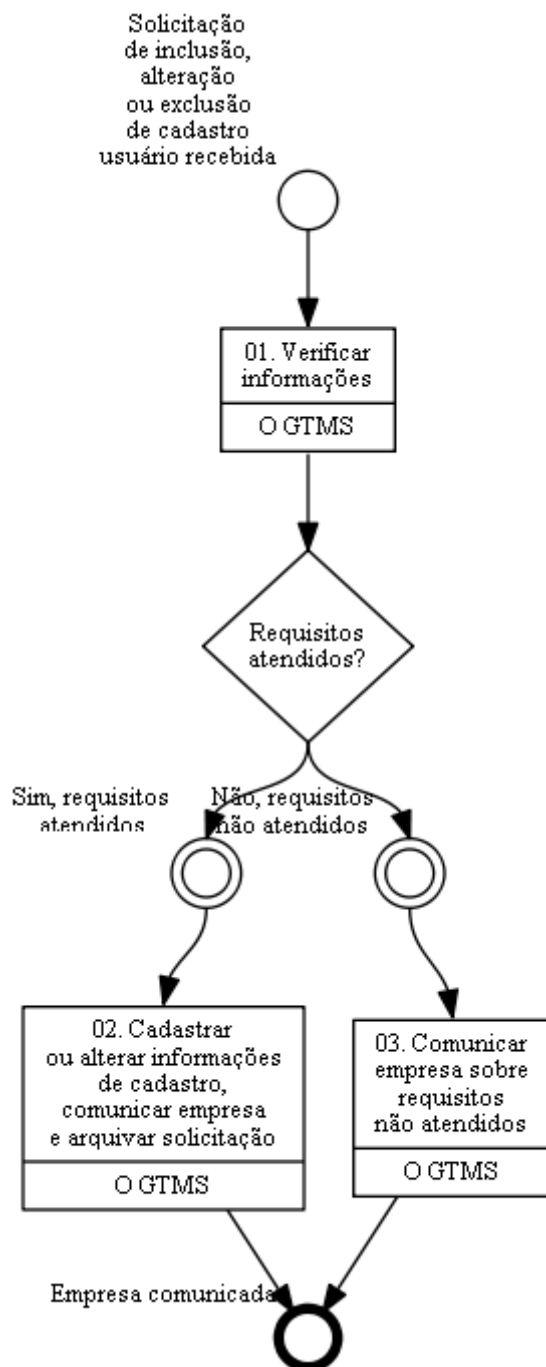 Solicitação
de inclusão,
alteração
ou exclusão
de cadastro
usuário recebida
01. Verificar
informações
O GTMS
Requisitos
atendidos?
Sim, requisitos
atendidos
Não, requisitos
não atendidos
02. Cadastrar
ou alterar informações
de cadastro,
comunicar empresa
e arquivar solicitação
O GTMS
03. Comunicar
empresa sobre
requisitos
não atendidos
O GTMS
Empresa comunicada